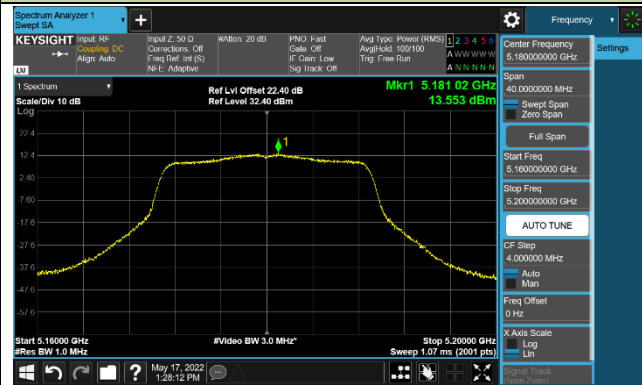 Spectrum Analyzer 1
Swept SA
Frequency
KEYSIGHT
Input: RF
Coupling: DC
Align: Auto
Input Z: 50 Ω
Corrections: Off
Freq Ref: Int (S)
NFE: Adaptive
#Atten: 20 dB
PNO: Fast
Gate: Off
IF Gain: Low
Sig Track: Off
Avg Type: Power (RMS)
Avg|Hold: 100/100
Trig: Free Run
1 2 3 4 5 6
A W W W W W
A N N N N N
LXI
1 Spectrum
Scale/Div 10 dB
Log
Ref Lvl Offset 22.40 dB
Ref Level 32.40 dBm
Mkr1 5.181 02 GHz
13.553 dBm
22.4
12.4
2.40
-7.60
-17.6
-27.6
-37.6
-47.6
-57.6
1
Start 5.16000 GHz
#Res BW 1.0 MHz
#Video BW 3.0 MHz*
Stop 5.20000 GHz
Sweep 1.07 ms (2001 pts)
Center Frequency
5.180000000 GHz
Settings
Span
40.0000000 MHz
Swept Span
Zero Span
Full Span
Start Freq
5.160000000 GHz
Stop Freq
5.200000000 GHz
AUTO TUNE
CF Step
4.000000 MHz
Auto
Man
Freq Offset
0 Hz
X Axis Scale
Log
Lin
Signal Track
(Span Zoom)
May 17, 2022
1:28:12 PM